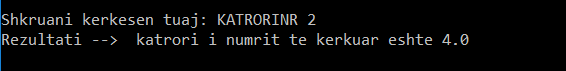 Shkruani kerkesen tuaj: KATRORINR 2
Rezultati --> katrori i numrit te kerkuar eshte 4.0